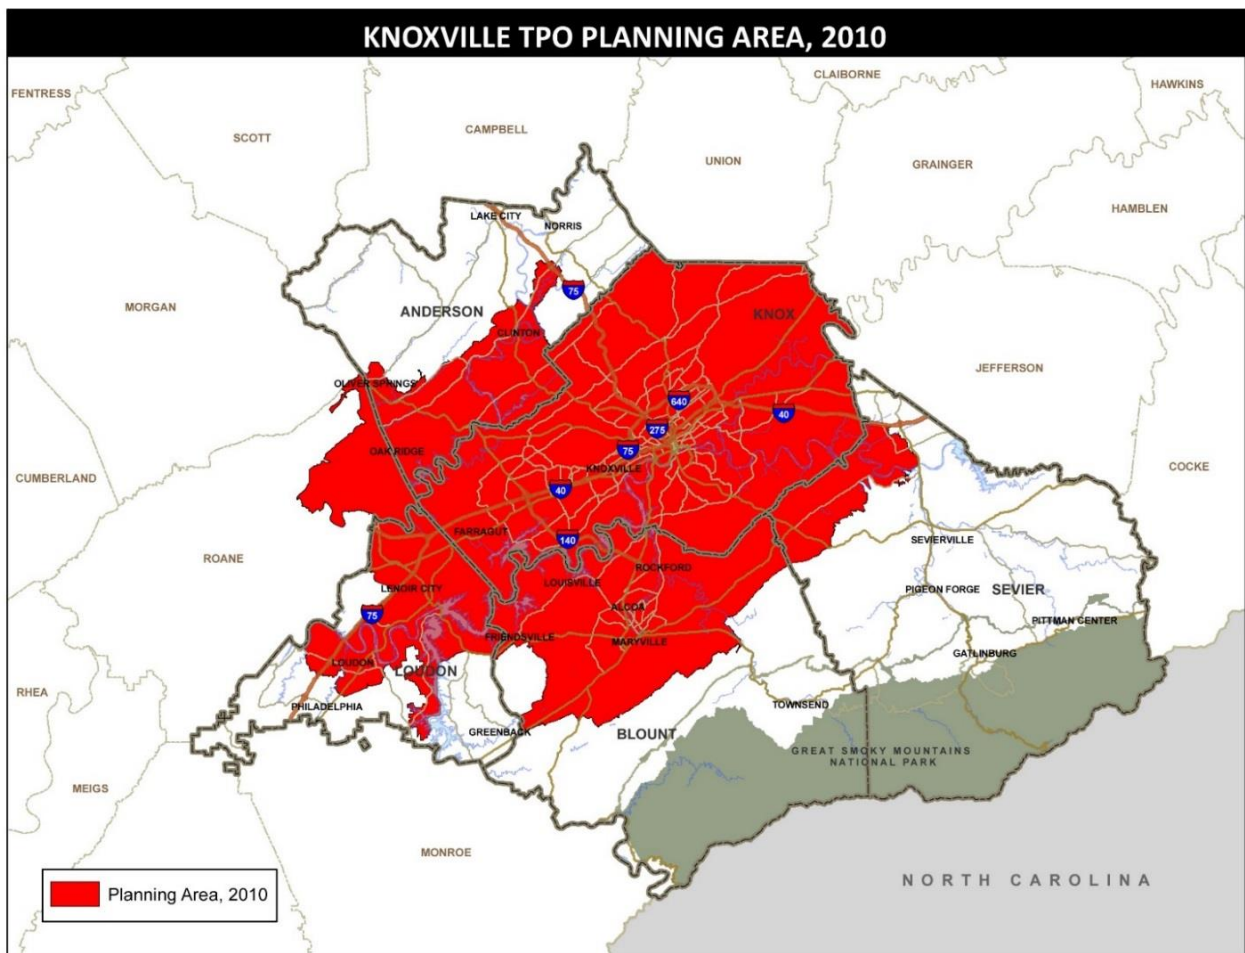 KNOXVILLE TPO PLANNING AREA, 2010
CLAIBORNE
HAWKINS
FENTRESS
CAMPBELL
SCOTT
UNION
GRAINGER
HAMBLEN
LAKE CITY
NORRIS
75
MORGAN
ANDERSON
KNOX
CLINTON
JEFFERSON
OLIVER SPRINGS
640
40
275
OAK RIDGE
75
KNOXVILLE
COCKE
CUMBERLAND
40
FARRAGUT
140
SEVIERVILLE
ROANE
ROCKFORD
LOUISVILLE
LENOIR CITY
PIGEON FORGE
SEVIER
75
ALCOA
PITTMAN CENTER
FRIENDSVILLE
MARYVILLE
GATLINBURG
LOUDON
LOUDON
RHEA
PHILADELPHIA
TOWNSEND
GREENBACK
BLOUNT
GREAT SMOKY MOUNTAINS
NATIONAL PARK
MEIGS
MONROE
NORTH CAROLINA
Planning Area, 2010